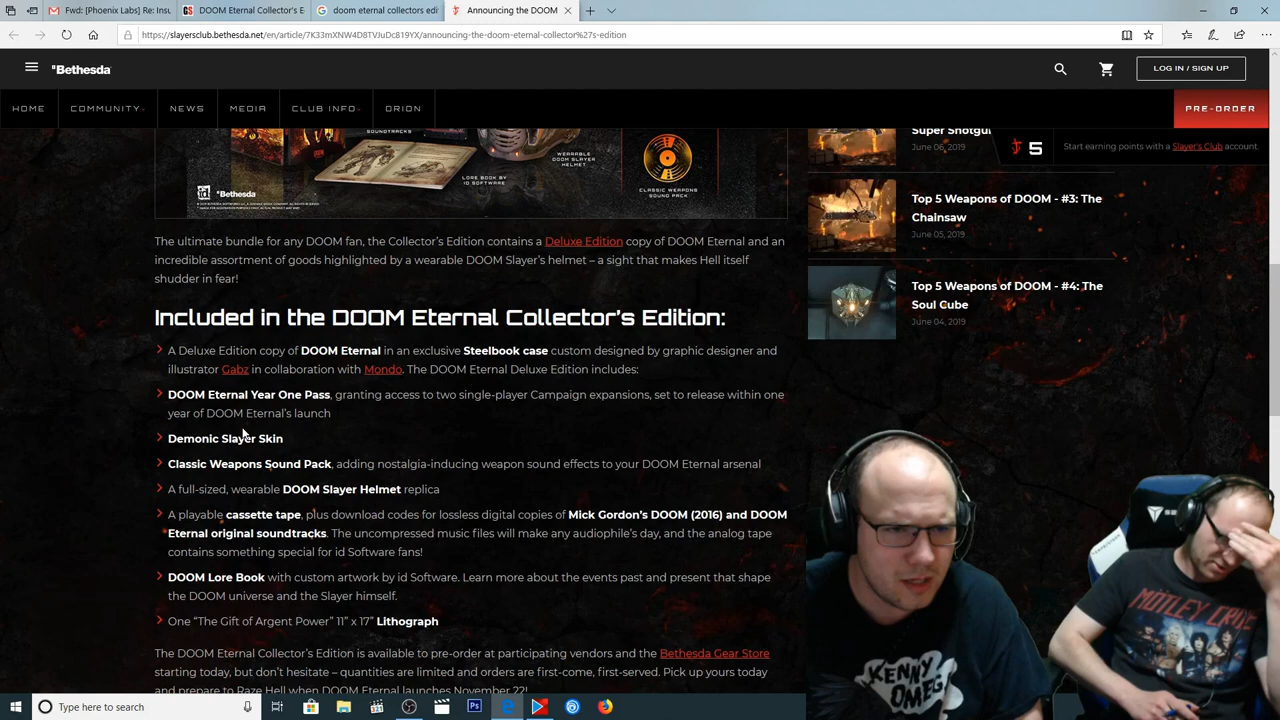 Fwd: [Phoenix Labs] Re: Insu
DOOM Eternal Collector's E
doom eternal collectors edi
Announcing the DOOM
https://slayersclub.bethesda.net/en/article/7K33mXNW4D8TVJuDc819YX/announcing-the-doom-eternal-collector%27s-edition
Bethesda
LOG IN / SIGN UP
HOME
COMMUNITY
NEWS
MEDIA
CLUB INFO
ORION
PRE-ORDER
SOUNDTRACKS
WEARABLE
DOOM SLAYER
HELMET
LORE BOOK BY
ID SOFTWARE
CLASSIC WEAPONS
SOUND PACK
id
Bethesda
Super Shotgun
June 06, 2019
5
Start earning points with a Slayer's Club account.
Top 5 Weapons of DOOM - #3: The
Chainsaw
June 05, 2019
Top 5 Weapons of DOOM - #4: The
Soul Cube
June 04, 2019
The ultimate bundle for any DOOM fan, the Collector's Edition contains a Deluxe Edition copy of DOOM Eternal and an
incredible assortment of goods highlighted by a wearable DOOM Slayer's helmet – a sight that makes Hell itself
shudder in fear!
Included in the DOOM Eternal Collector's Edition:
A Deluxe Edition copy of DOOM Eternal in an exclusive Steelbook case custom designed by graphic designer and
illustrator Gabz in collaboration with Mondo. The DOOM Eternal Deluxe Edition includes:
DOOM Eternal Year One Pass, granting access to two single-player Campaign expansions, set to release within one
year of DOOM Eternal's launch
Demonic Slayer Skin
Classic Weapons Sound Pack, adding nostalgia-inducing weapon sound effects to your DOOM Eternal arsenal
A full-sized, wearable DOOM Slayer Helmet replica
A playable cassette tape, plus download codes for lossless digital copies of Mick Gordon's DOOM (2016) and DOOM
Eternal original soundtracks. The uncompressed music files will make any audiophile's day, and the analog tape
contains something special for id Software fans!
DOOM Lore Book with custom artwork by id Software. Learn more about the events past and present that shape
the DOOM universe and the Slayer himself.
One “The Gift of Argent Power” 11” x 17” Lithograph
The DOOM Eternal Collector's Edition is available to pre-order at participating vendors and the Bethesda Gear Store
starting today, but don't hesitate – quantities are limited and orders are first-come, first-served. Pick up yours today
and prepare to Raze Hell when DOOM Eternal launches November 22!
KENNY
OMEG
MÖTLEY CRÜE
Type here to search